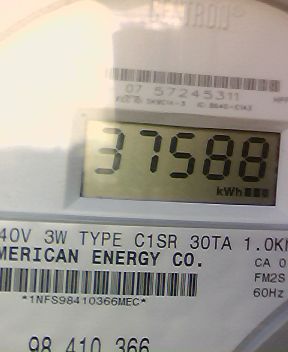 CENTRON®
07 57245311
37588
kWh
40V 3W TYPE C1SR 30TA 1.0K
MERICAN ENERGY CO.
CA 0
FM2S
*1NFS98410366MEC*
60Hz
98 410 366